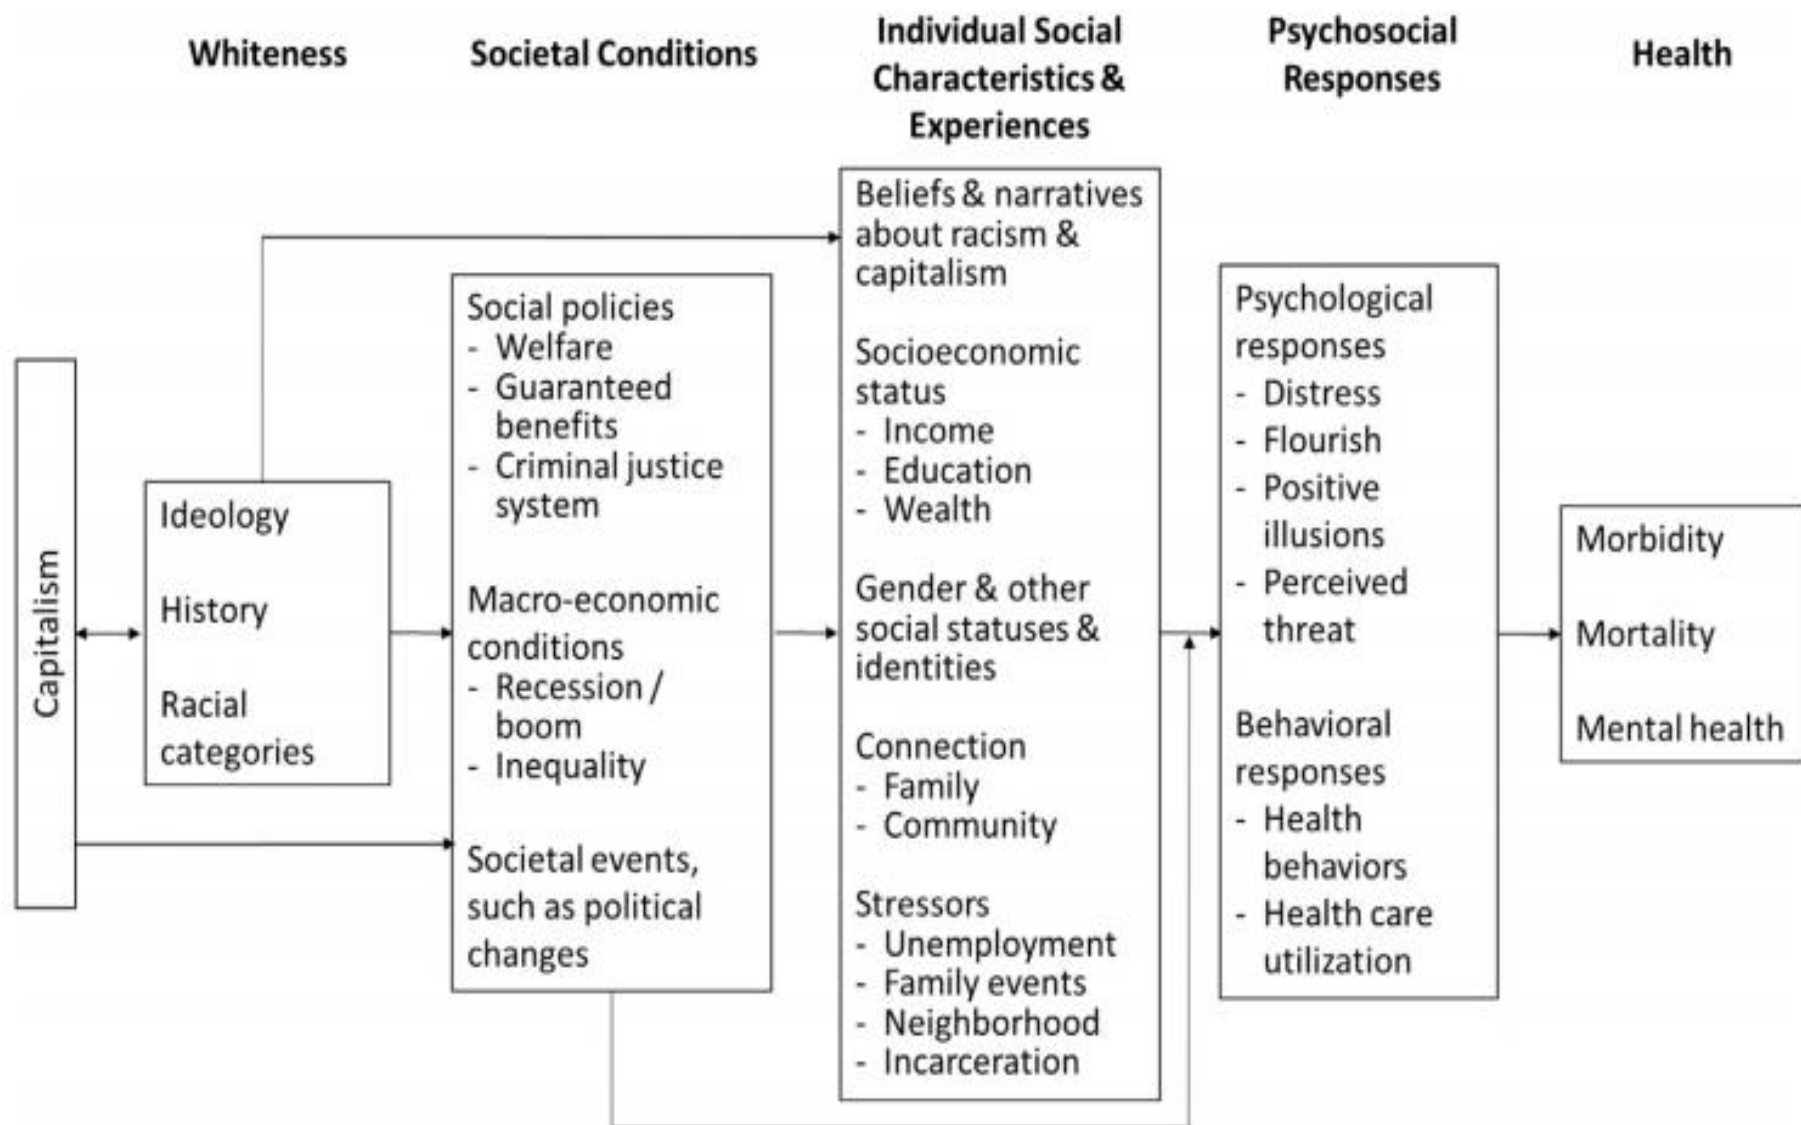 Whiteness
Societal Conditions
Individual Social
Characteristics &
Experiences
Psychosocial
Responses
Health
Capitalism
Ideology
History
Racial
categories
Social policies
- Welfare
- Guaranteed
benefits
- Criminal justice
system
Macro-economic
conditions
- Recession /
boom
- Inequality
Societal events,
such as political
changes
Beliefs & narratives
about racism &
capitalism
Socioeconomic
status
- Income
- Education
- Wealth
Gender & other
social statuses &
identities
Connection
- Family
- Community
Stressors
- Unemployment
- Family events
- Neighborhood
- Incarceration
Psychological
responses
- Distress
- Flourish
- Positive
illusions
- Perceived
threat
Behavioral
responses
- Health
behaviors
- Health care
utilization
Morbidity
Mortality
Mental health